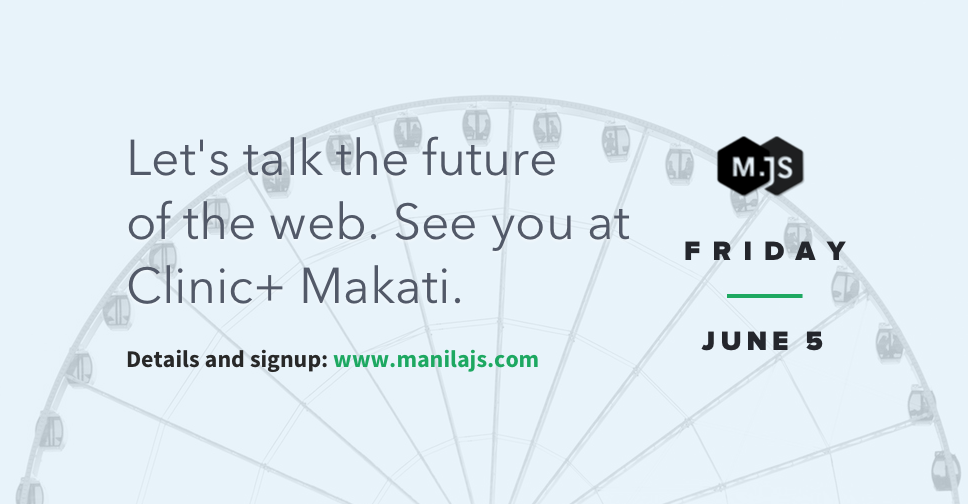 Let's talk the future
of the web. See you at
Clinic+ Makati.
Details and signup: www.manilajs.com
M.JS
FRIDAY
JUNE 5